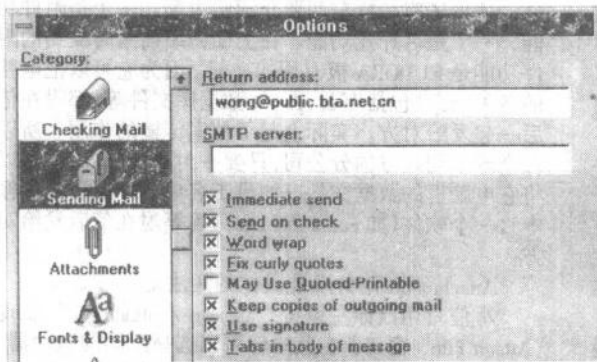 Options
Category:
Checking Mail
Sending Mail
Attachments
Fonts & Display
Return address:
wong@public.bta.net.cn
SMTP server:
Immediate send
Send on check
Word wrap
Fix curly quotes
May Use Quoted-Printable
Keep copies of outgoing mail
Use signature
Tabs in body of message